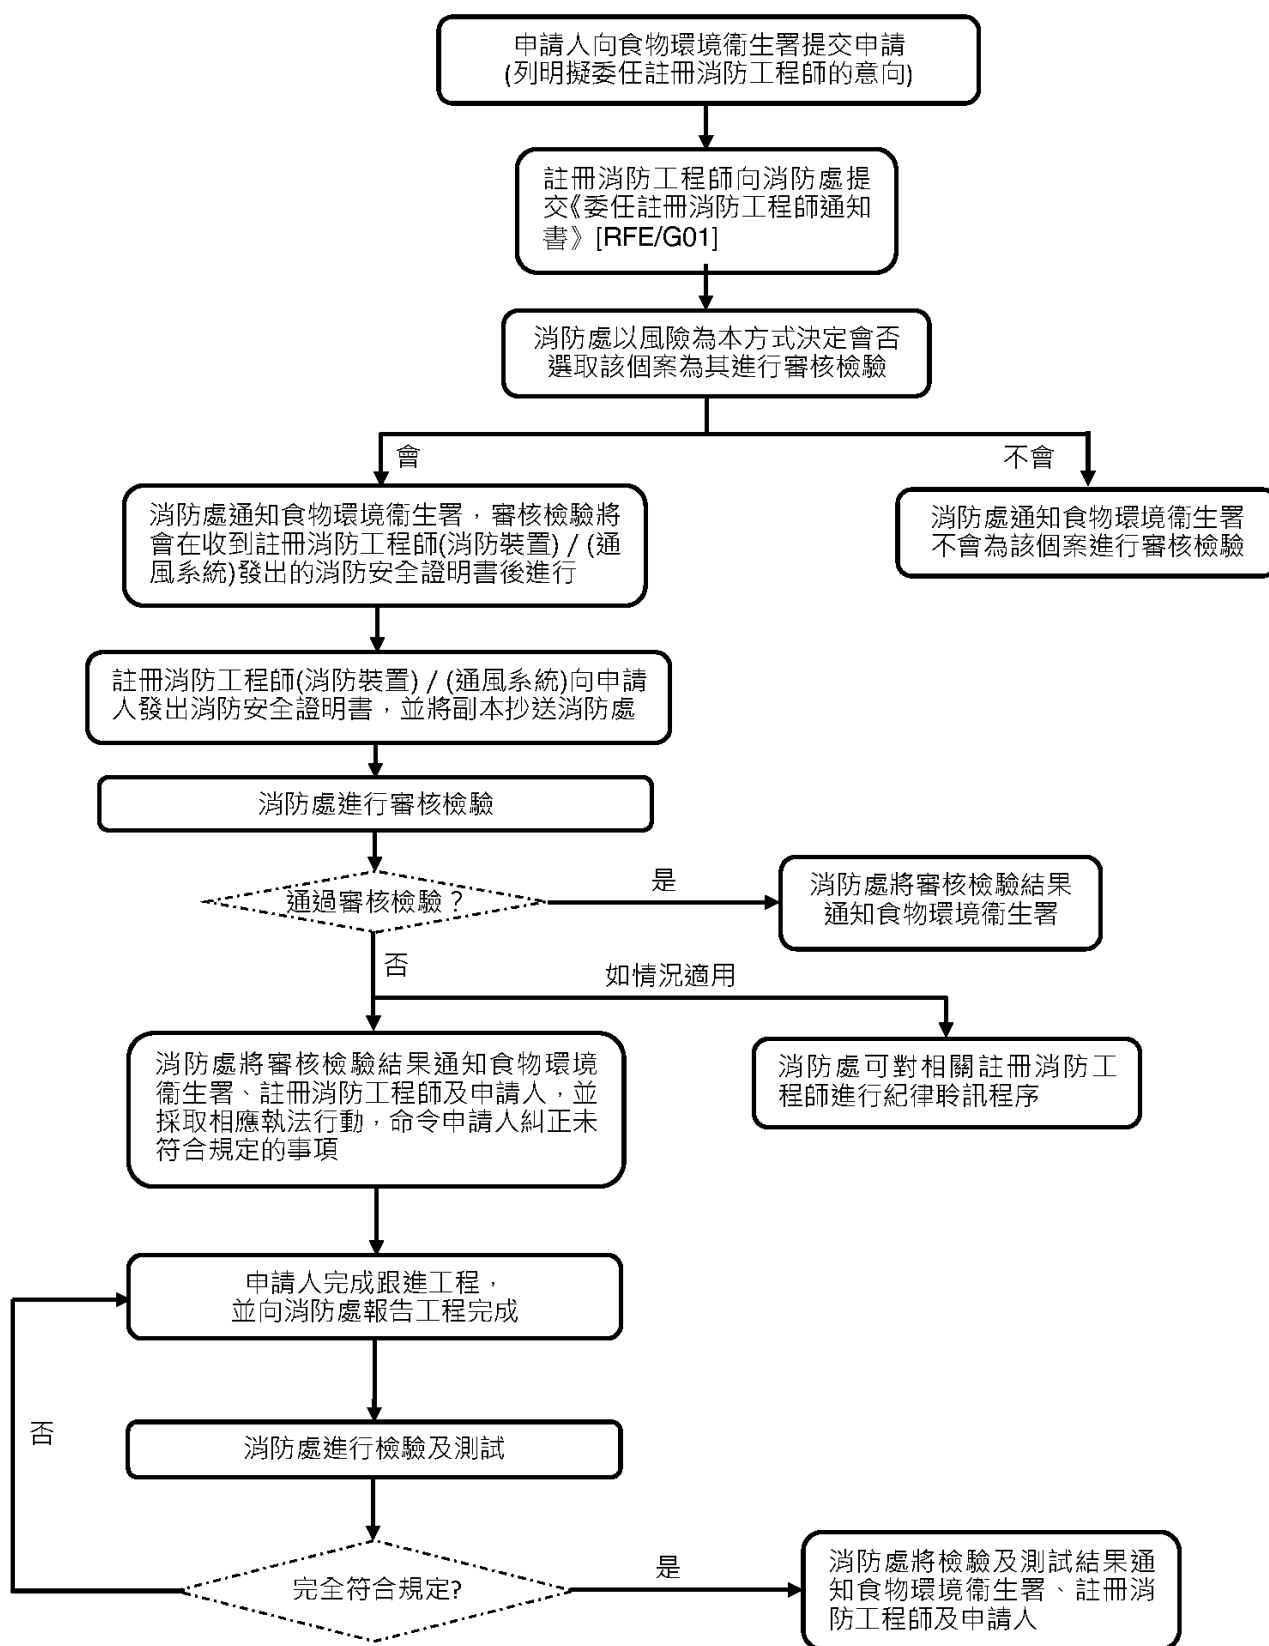 申請人向食物環境衞生署提交申請
(列明擬委任註冊消防工程師的意向)
註冊消防工程師向消防處提
交《委任註冊消防工程師通知
書》[RFE/G01]
消防處以風險為本方式決定會否
選取該個案為其進行審核檢驗
會
不會
消防處通知食物環境衞生署，審核檢驗將
會在收到註冊消防工程師(消防裝置) / (通
風系統)發出的消防安全證明書後進行
消防處通知食物環境衞生署
不會為該個案進行審核檢驗
註冊消防工程師(消防裝置) / (通風系統)向申請
人發出消防安全證明書，並將副本抄送消防處
消防處進行審核檢驗
通過審核檢驗？
是
消防處將審核檢驗結果
通知食物環境衞生署
否
如情況適用
消防處將審核檢驗結果通知食物環境
衞生署、註冊消防工程師及申請人，並
採取相應執法行動，命令申請人糾正未
符合規定的事項
消防處可對相關註冊消防工
程師進行紀律聆訊程序
申請人完成跟進工程，
並向消防處報告工程完成
否
消防處進行檢驗及測試
完全符合規定?
是
消防處將檢驗及測試結果通
知食物環境衞生署、註冊消
防工程師及申請人